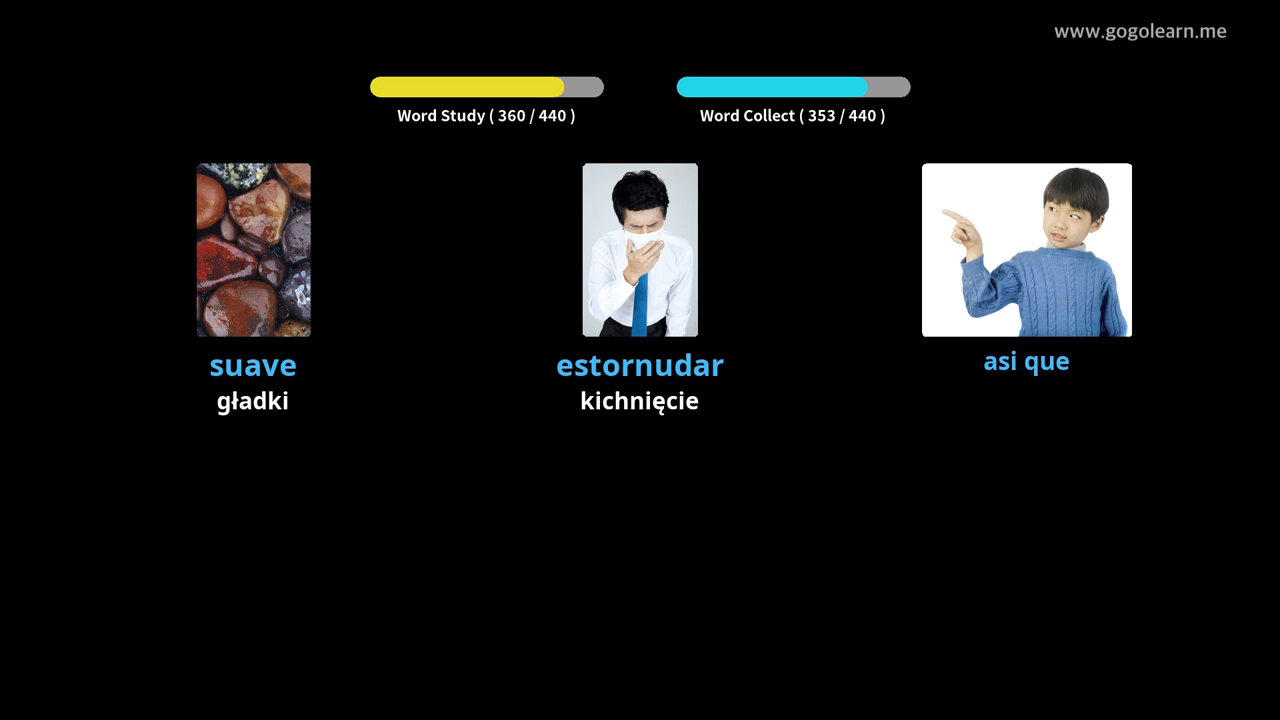 www.gogolearn.me
Word Study ( 360 / 440 )
Word Collect ( 353 / 440 )
suave
gładki
estornudar
kichnięcie
asi que